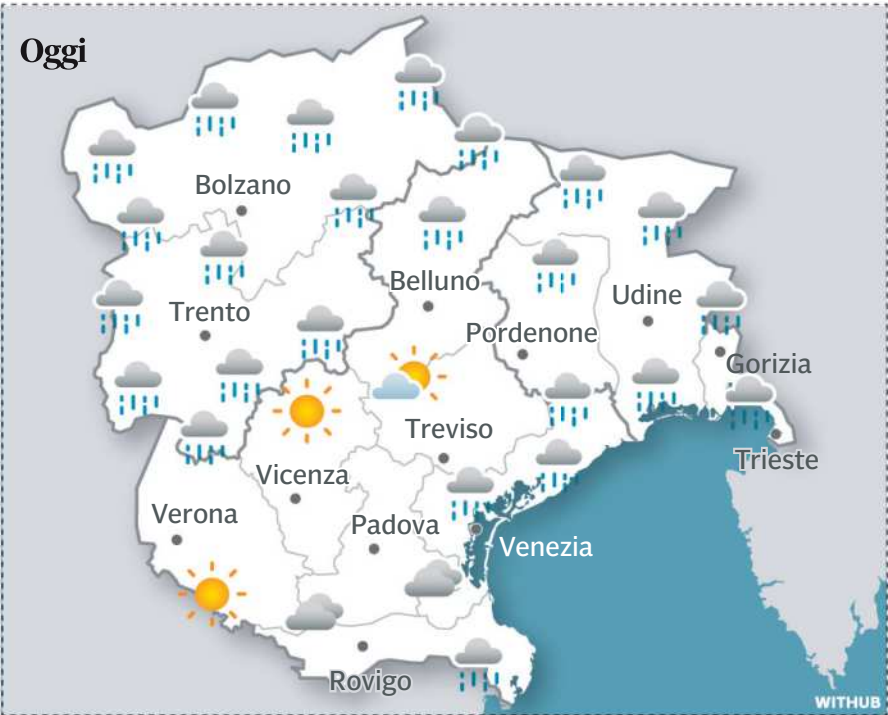 Oggi
Bolzano
Belluno
Udine
Trento
Pordenone
Gorizia
Treviso
Trieste
Vicenza
Verona
Padova
Venezia
Rovigo
WITHUB